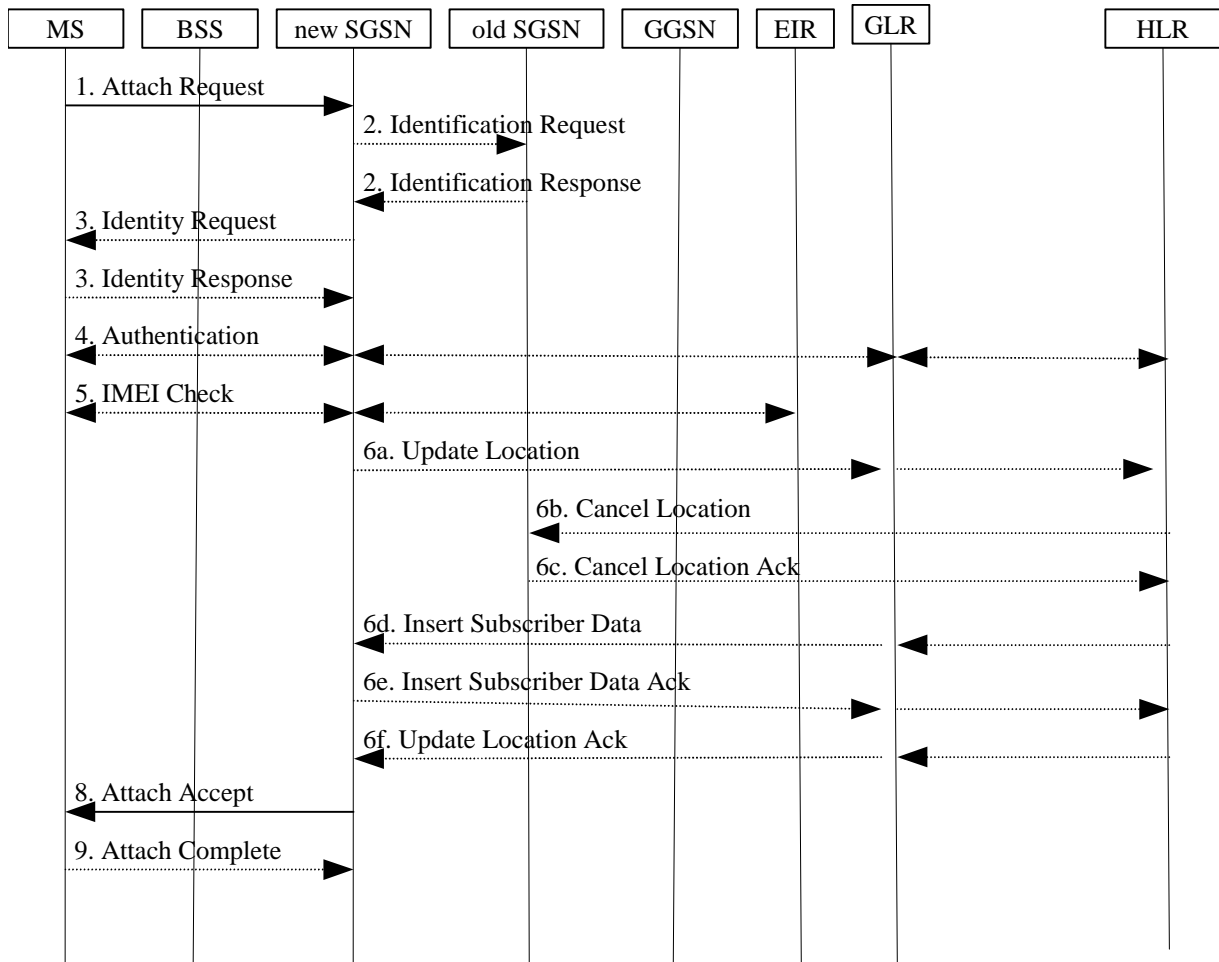 MS
BSS
new SGSN
old SGSN
GGSN
EIR
GLR
HLR
1. Attach Request
2. Identification Request
2. Identification Response
3. Identity Request
3. Identity Response
4. Authentication
5. IMEI Check
6a. Update Location
6b. Cancel Location
6c. Cancel Location Ack
6d. Insert Subscriber Data
6e. Insert Subscriber Data Ack
6f. Update Location Ack
8. Attach Accept
9. Attach Complete